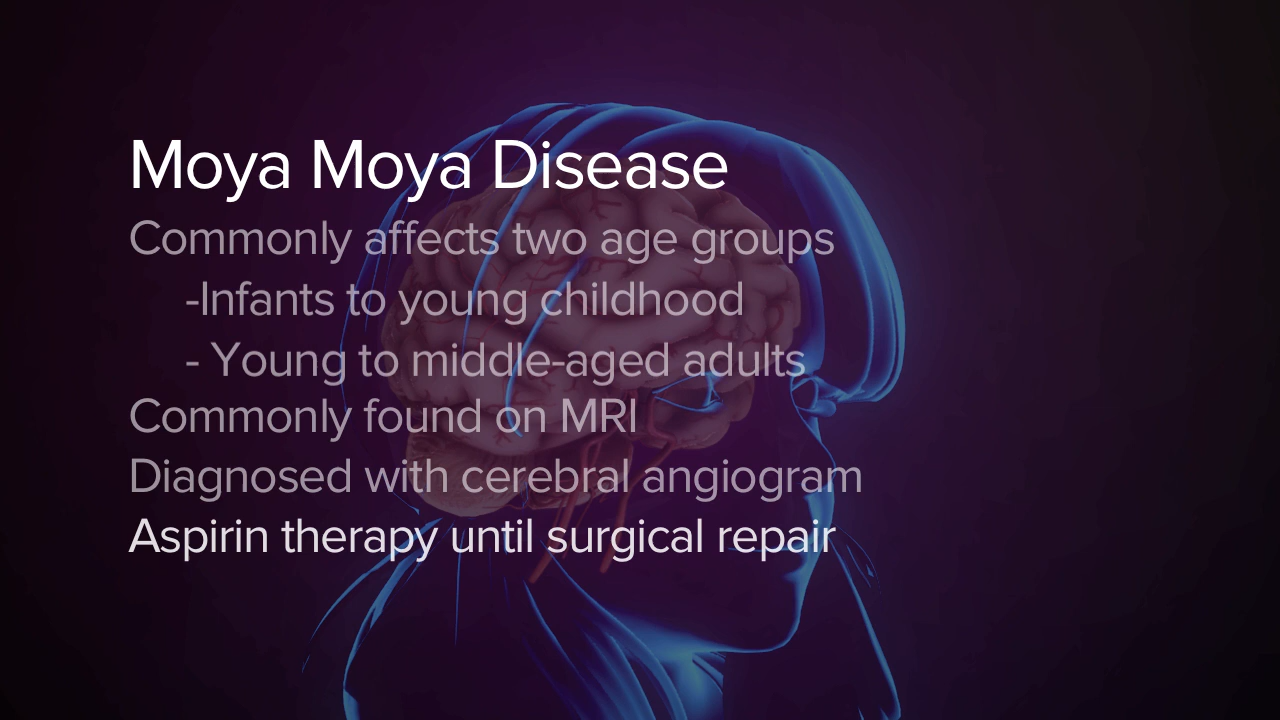 Moya Moya Disease
Commonly affects two age groups
-Infants to young childhood
- Young to middle-aged adults
Commonly found on MRI
Diagnosed with cerebral angiogram
Aspirin therapy until surgical repair